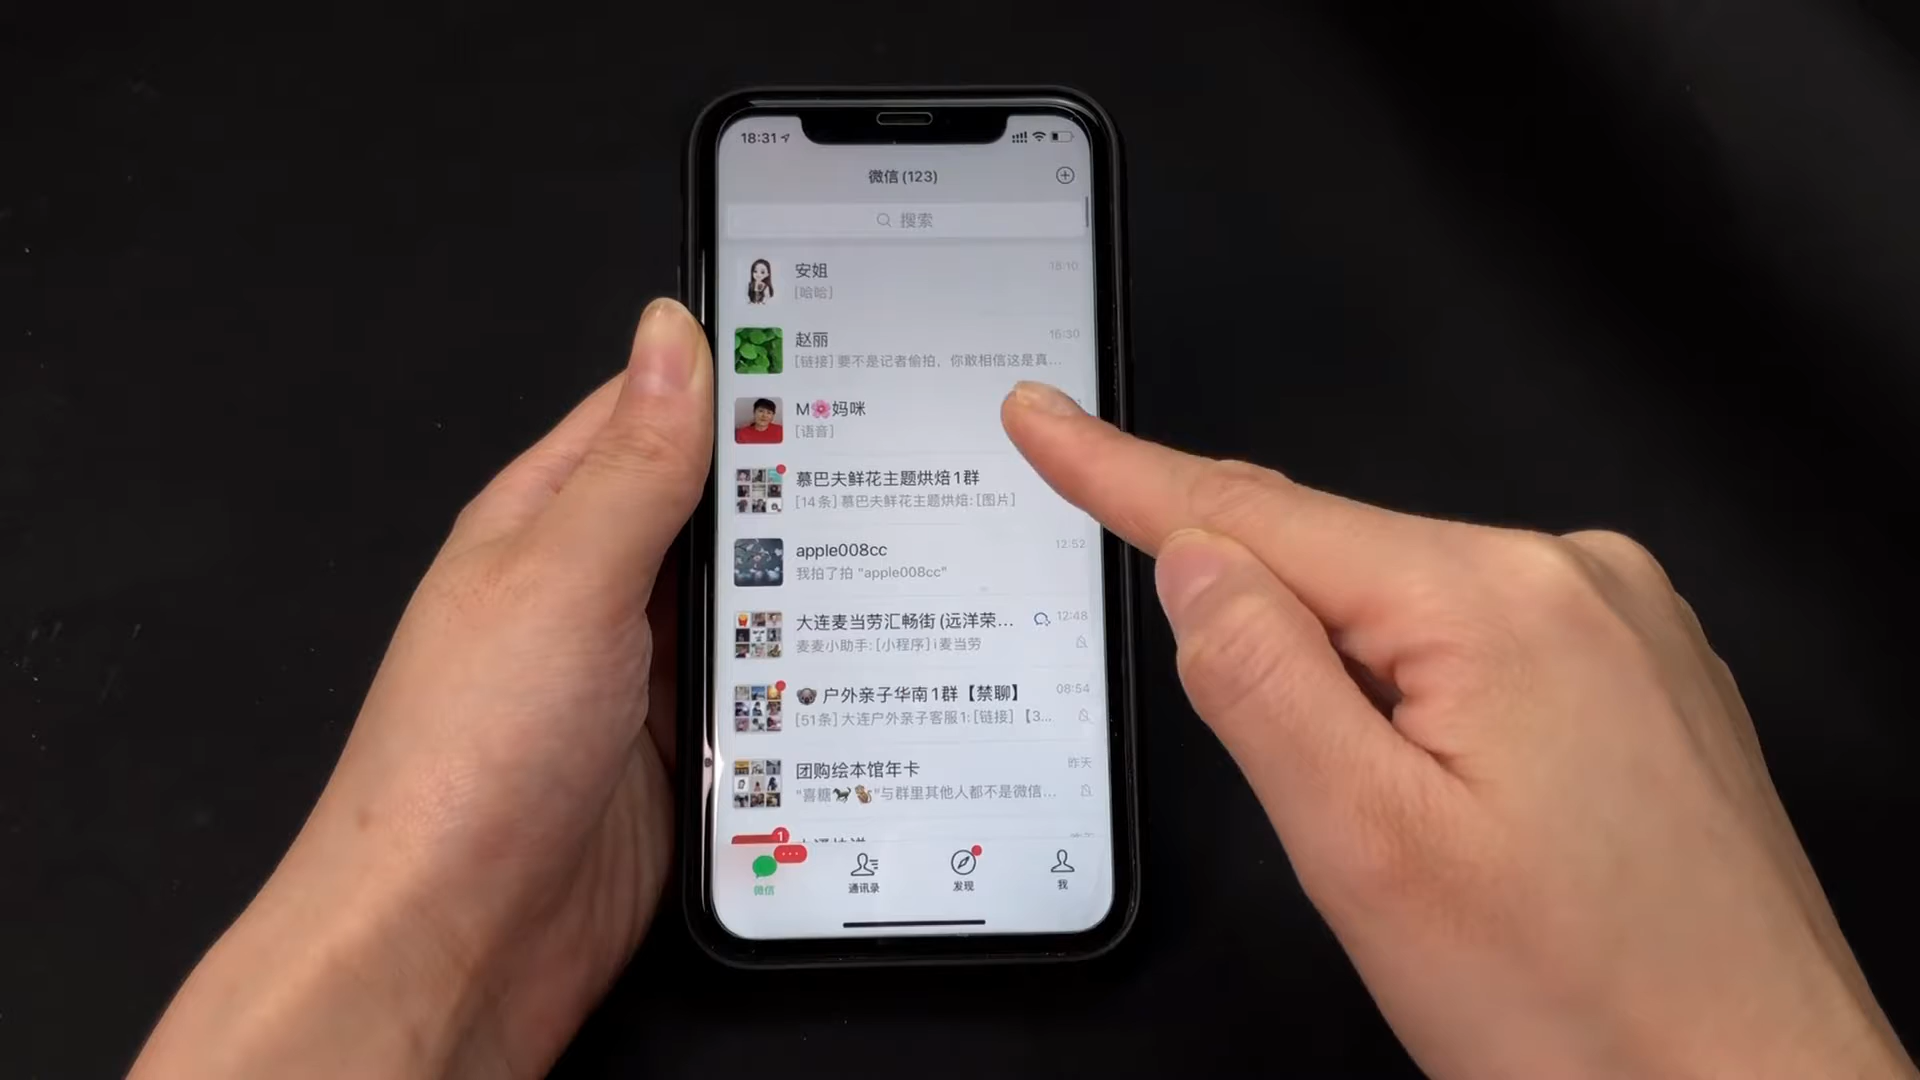 18:31
微信(123)
搜索
安姐 18:10
[哈哈]
赵丽 16:30
[链接]要不是记者偷拍，你敢相信这是真...
M🌸妈咪
[语音]
慕巴夫鲜花主题烘焙1群
[14条]慕巴夫鲜花主题烘焙:[图片]
apple008cc 12:52
我拍了拍 "apple008cc"
大连麦当劳汇畅街(远洋荣... 12:48
麦麦小助手:[小程序]i麦当劳
户外亲子华南1群【禁聊】 08:54
[51条]大连户外亲子客服1:[链接]【3...
团购绘本馆年卡 昨天
"喜糖🐎🐒"与群里其他人都不是微信...
1
微信 通讯录 发现 我